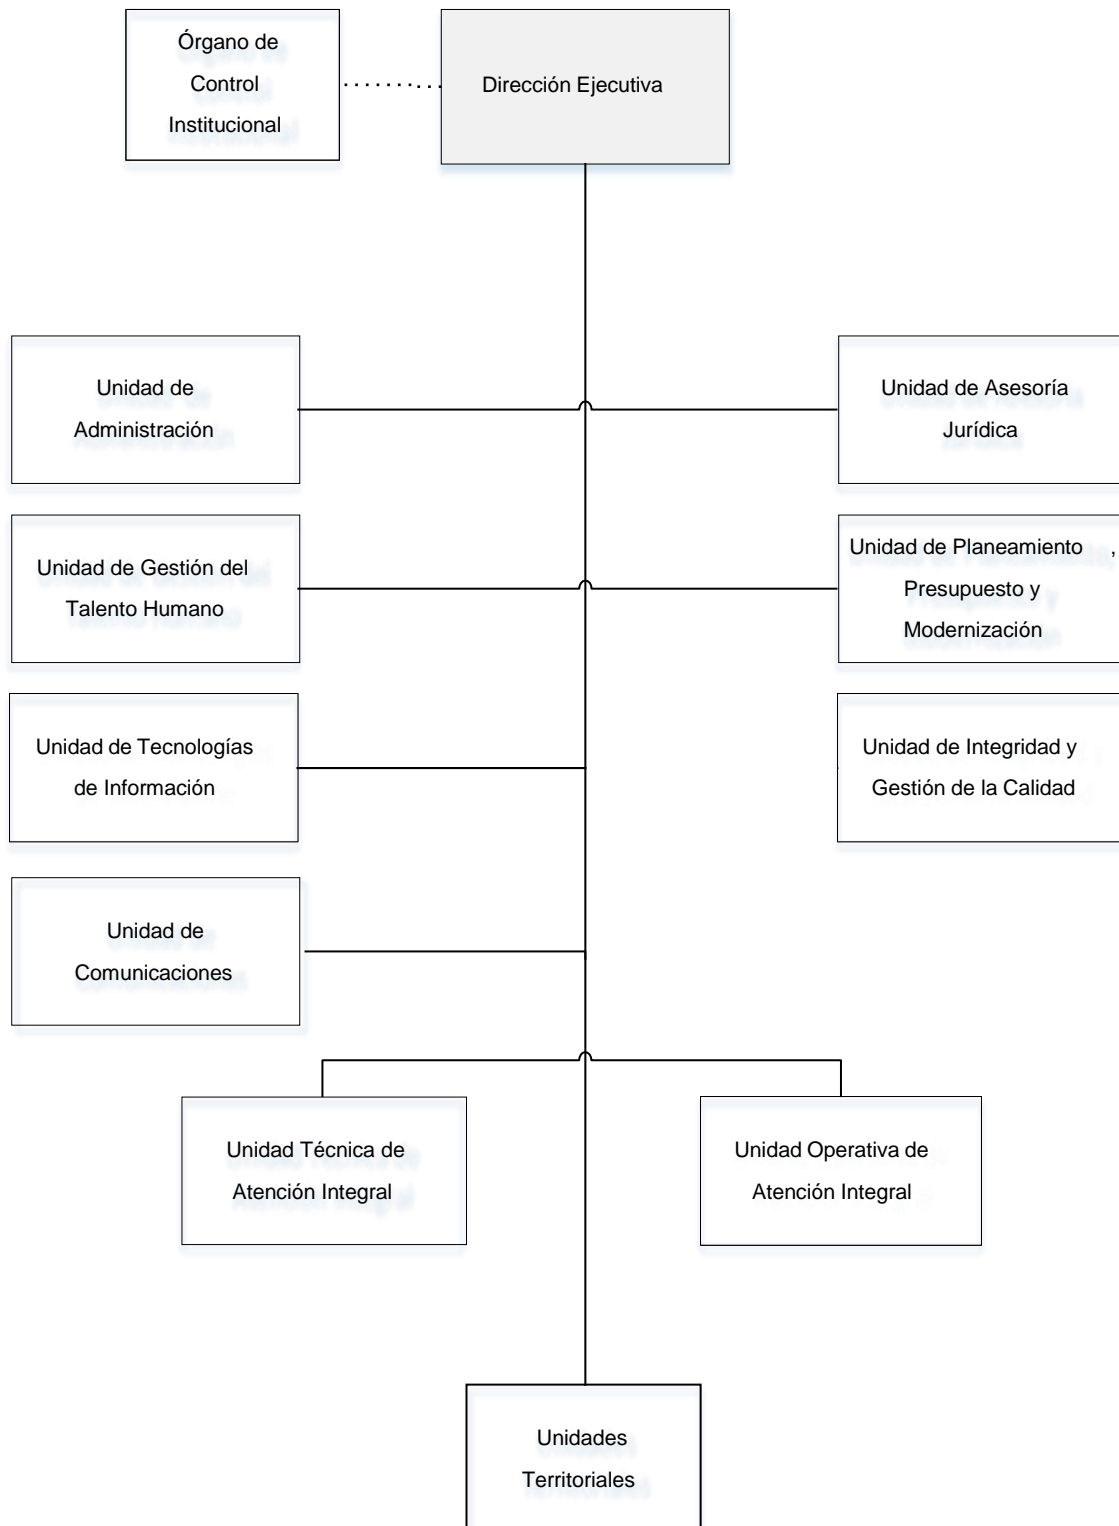 Órgano de
Control
Institucional
Dirección Ejecutiva
Unidad de
Administración
Unidad de Asesoría
Jurídica
Unidad de Gestión del
Talento Humano
Unidad de Planeamiento ,
Presupuesto y
Modernización
Unidad de Tecnologías
de Información
Unidad de Integridad y
Gestión de la Calidad
Unidad de
Comunicaciones
Unidad Técnica de
Atención Integral
Unidad Operativa de
Atención Integral
Unidades
Territoriales